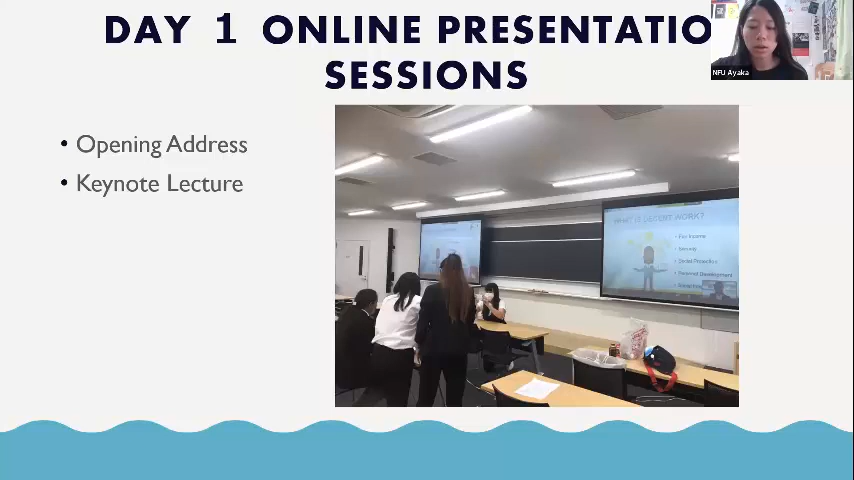 DAY 1 ONLINE PRESENTATIO
SESSIONS
NFU Ayaka
• Opening Address
• Keynote Lecture
WHAT IS DECENT WORK?
Fair Income
Security
Social Protection
Personal Development